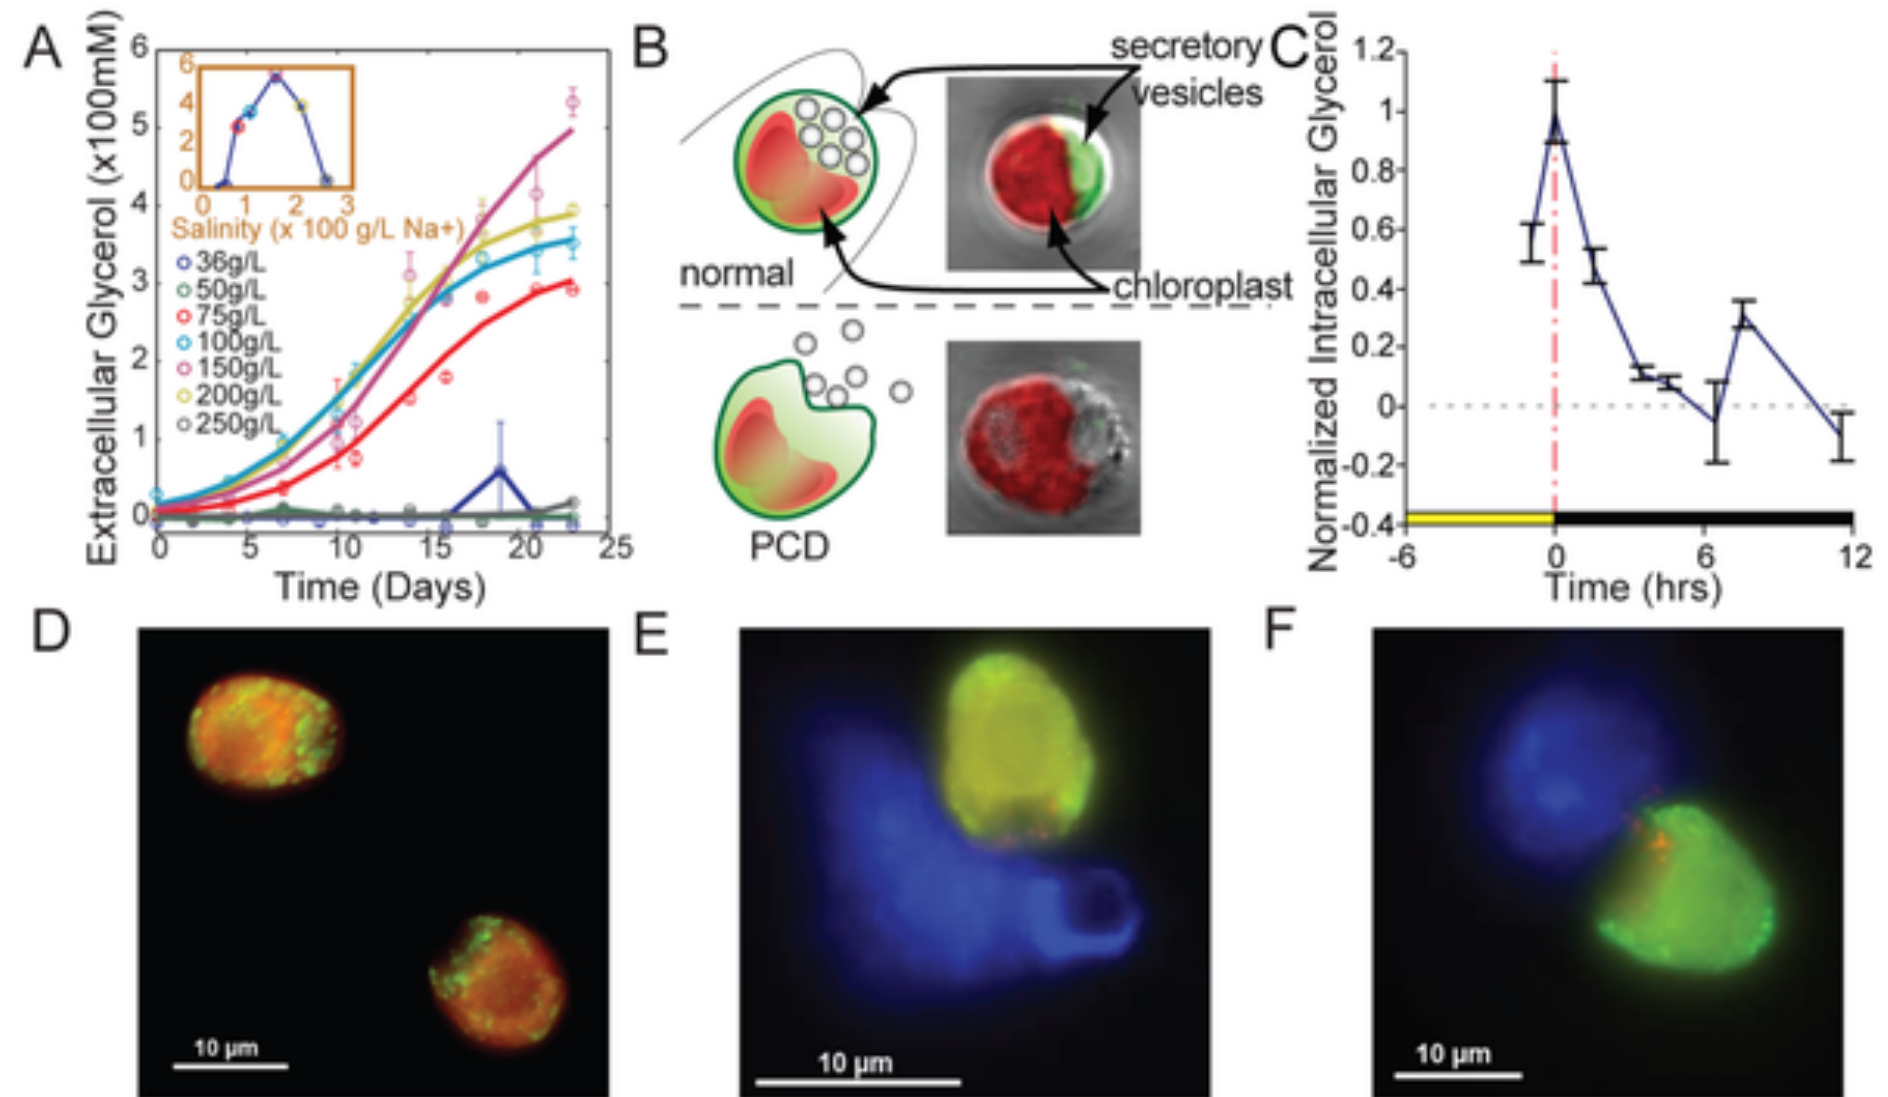 A
Extracellular Glycerol (x100mM)
6
5
4
3
2
1
0
0 5 10 15 20 25
Time (Days)
6
4
2
0
0 1 2 3
Salinity (x 100 g/L Na+)
36g/L
50g/L
75g/L
100g/L
150g/L
200g/L
250g/L
B
secretory
vesicles
normal
chloroplast
PCD
C
Normalized Intracellular Glycerol
1.2
1
0.8
0.6
0.4
0.2
0
-0.2
-0.4
-6 0 6 12
Time (hrs)
D
10 µm
E
10 µm
F
10 µm